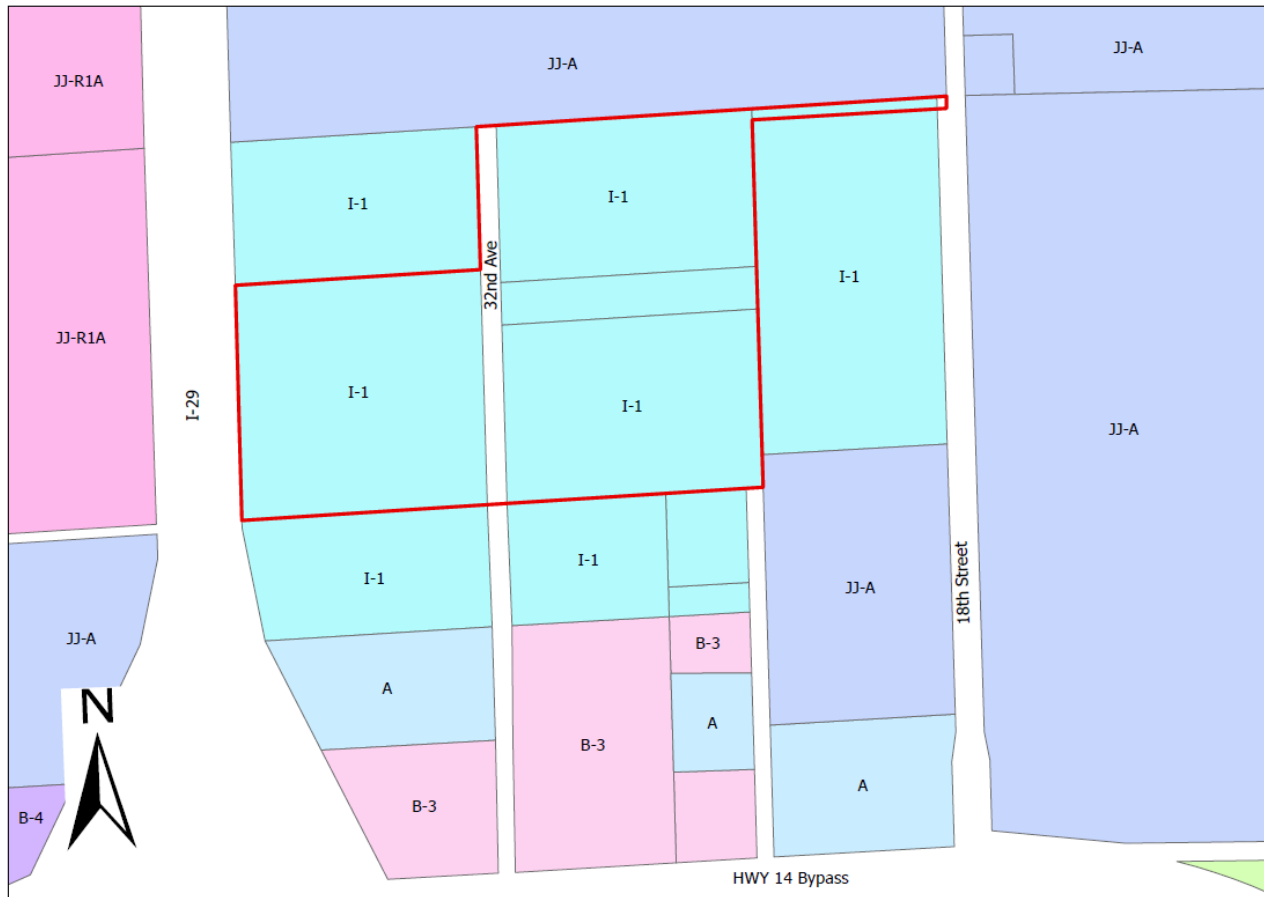 JJ-A
JJ-A
JJ-R1A
I-1
I-1
32nd Ave
I-1
JJ-R1A
I-29
I-1
I-1
JJ-A
I-1
I-1
18th Street
JJ-A
JJ-A
B-3
N
A
A
B-3
A
B-3
B-4
HWY 14 Bypass